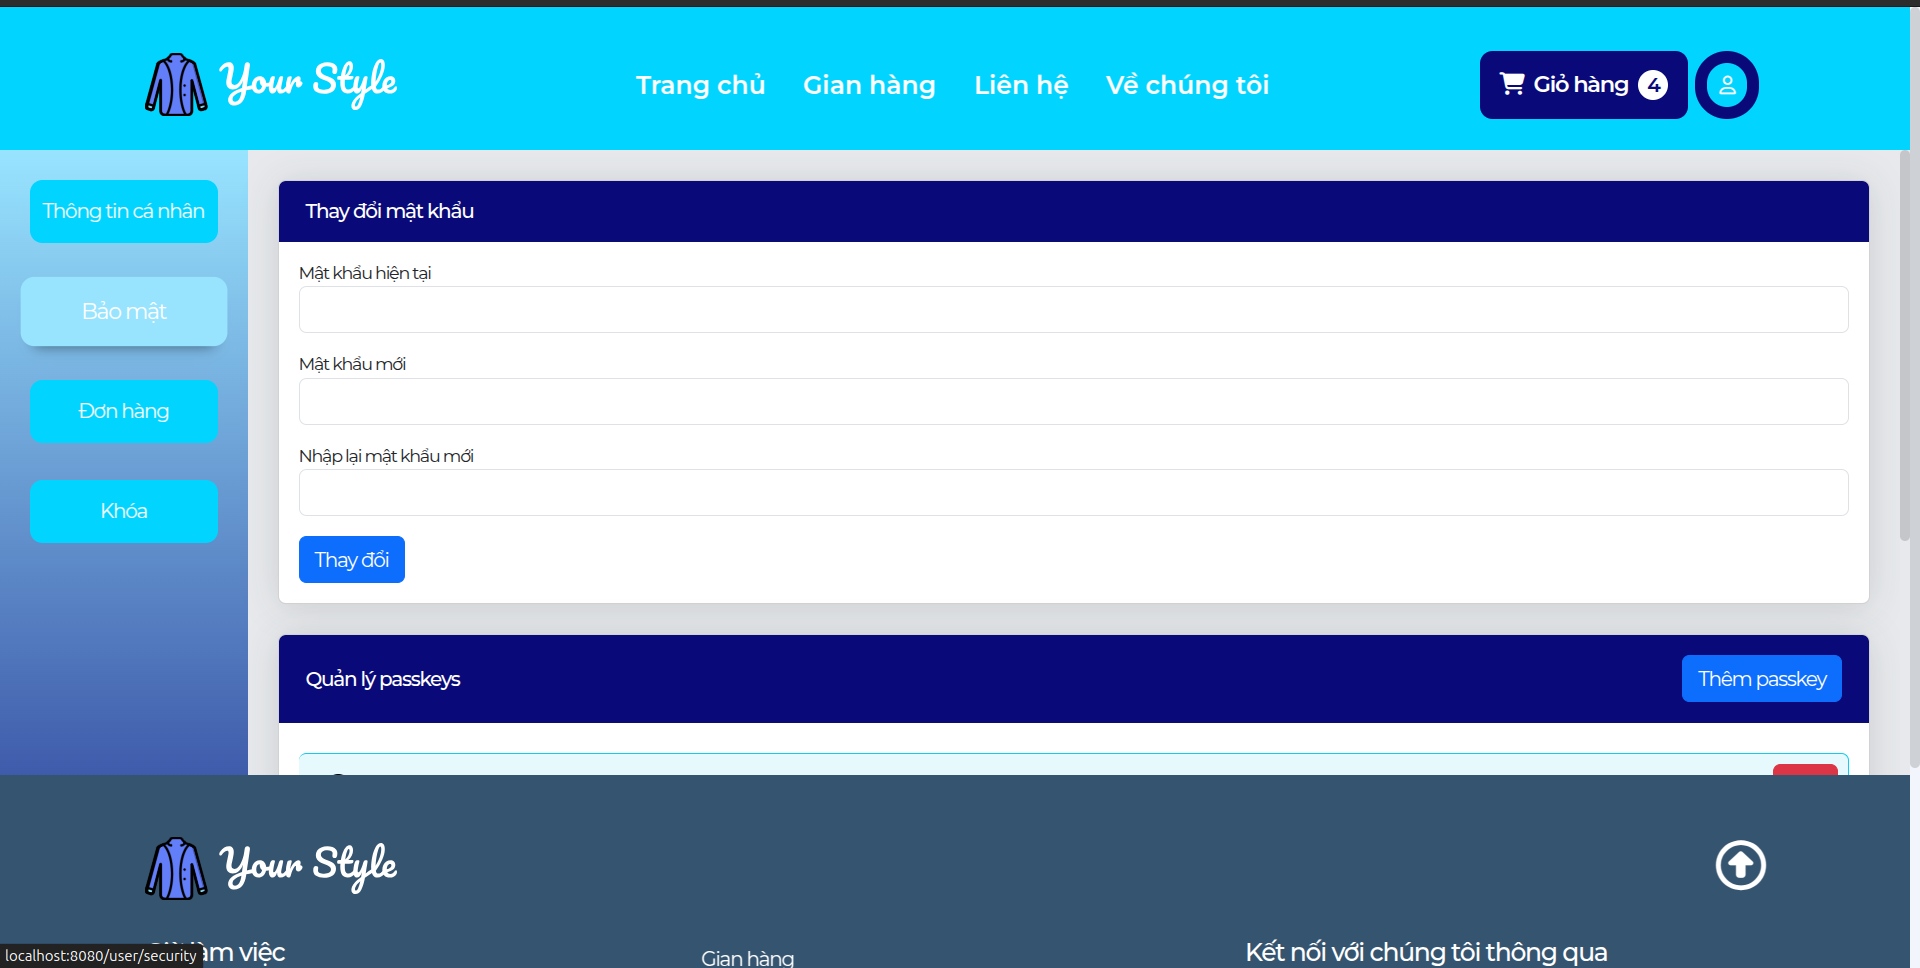 Your Style
Trang chủ
Gian hàng
Liên hệ
Về chúng tôi
Giỏ hàng 4
Thông tin cá nhân
Bảo mật
Đơn hàng
Khóa
Thay đổi mật khẩu
Mật khẩu hiện tại
Mật khẩu mới
Nhập lại mật khẩu mới
Thay đổi
Quản lý passkeys
Thêm passkey
Your Style
làm việc
Gian hàng
Kết nối với chúng tôi thông qua
localhost:8080/user/security